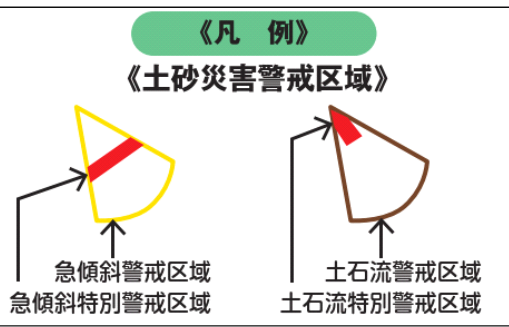 《凡　例》
《土砂災害警戒区域》
急傾斜警戒区域
急傾斜特別警戒区域
土石流警戒区域
土石流特別警戒区域